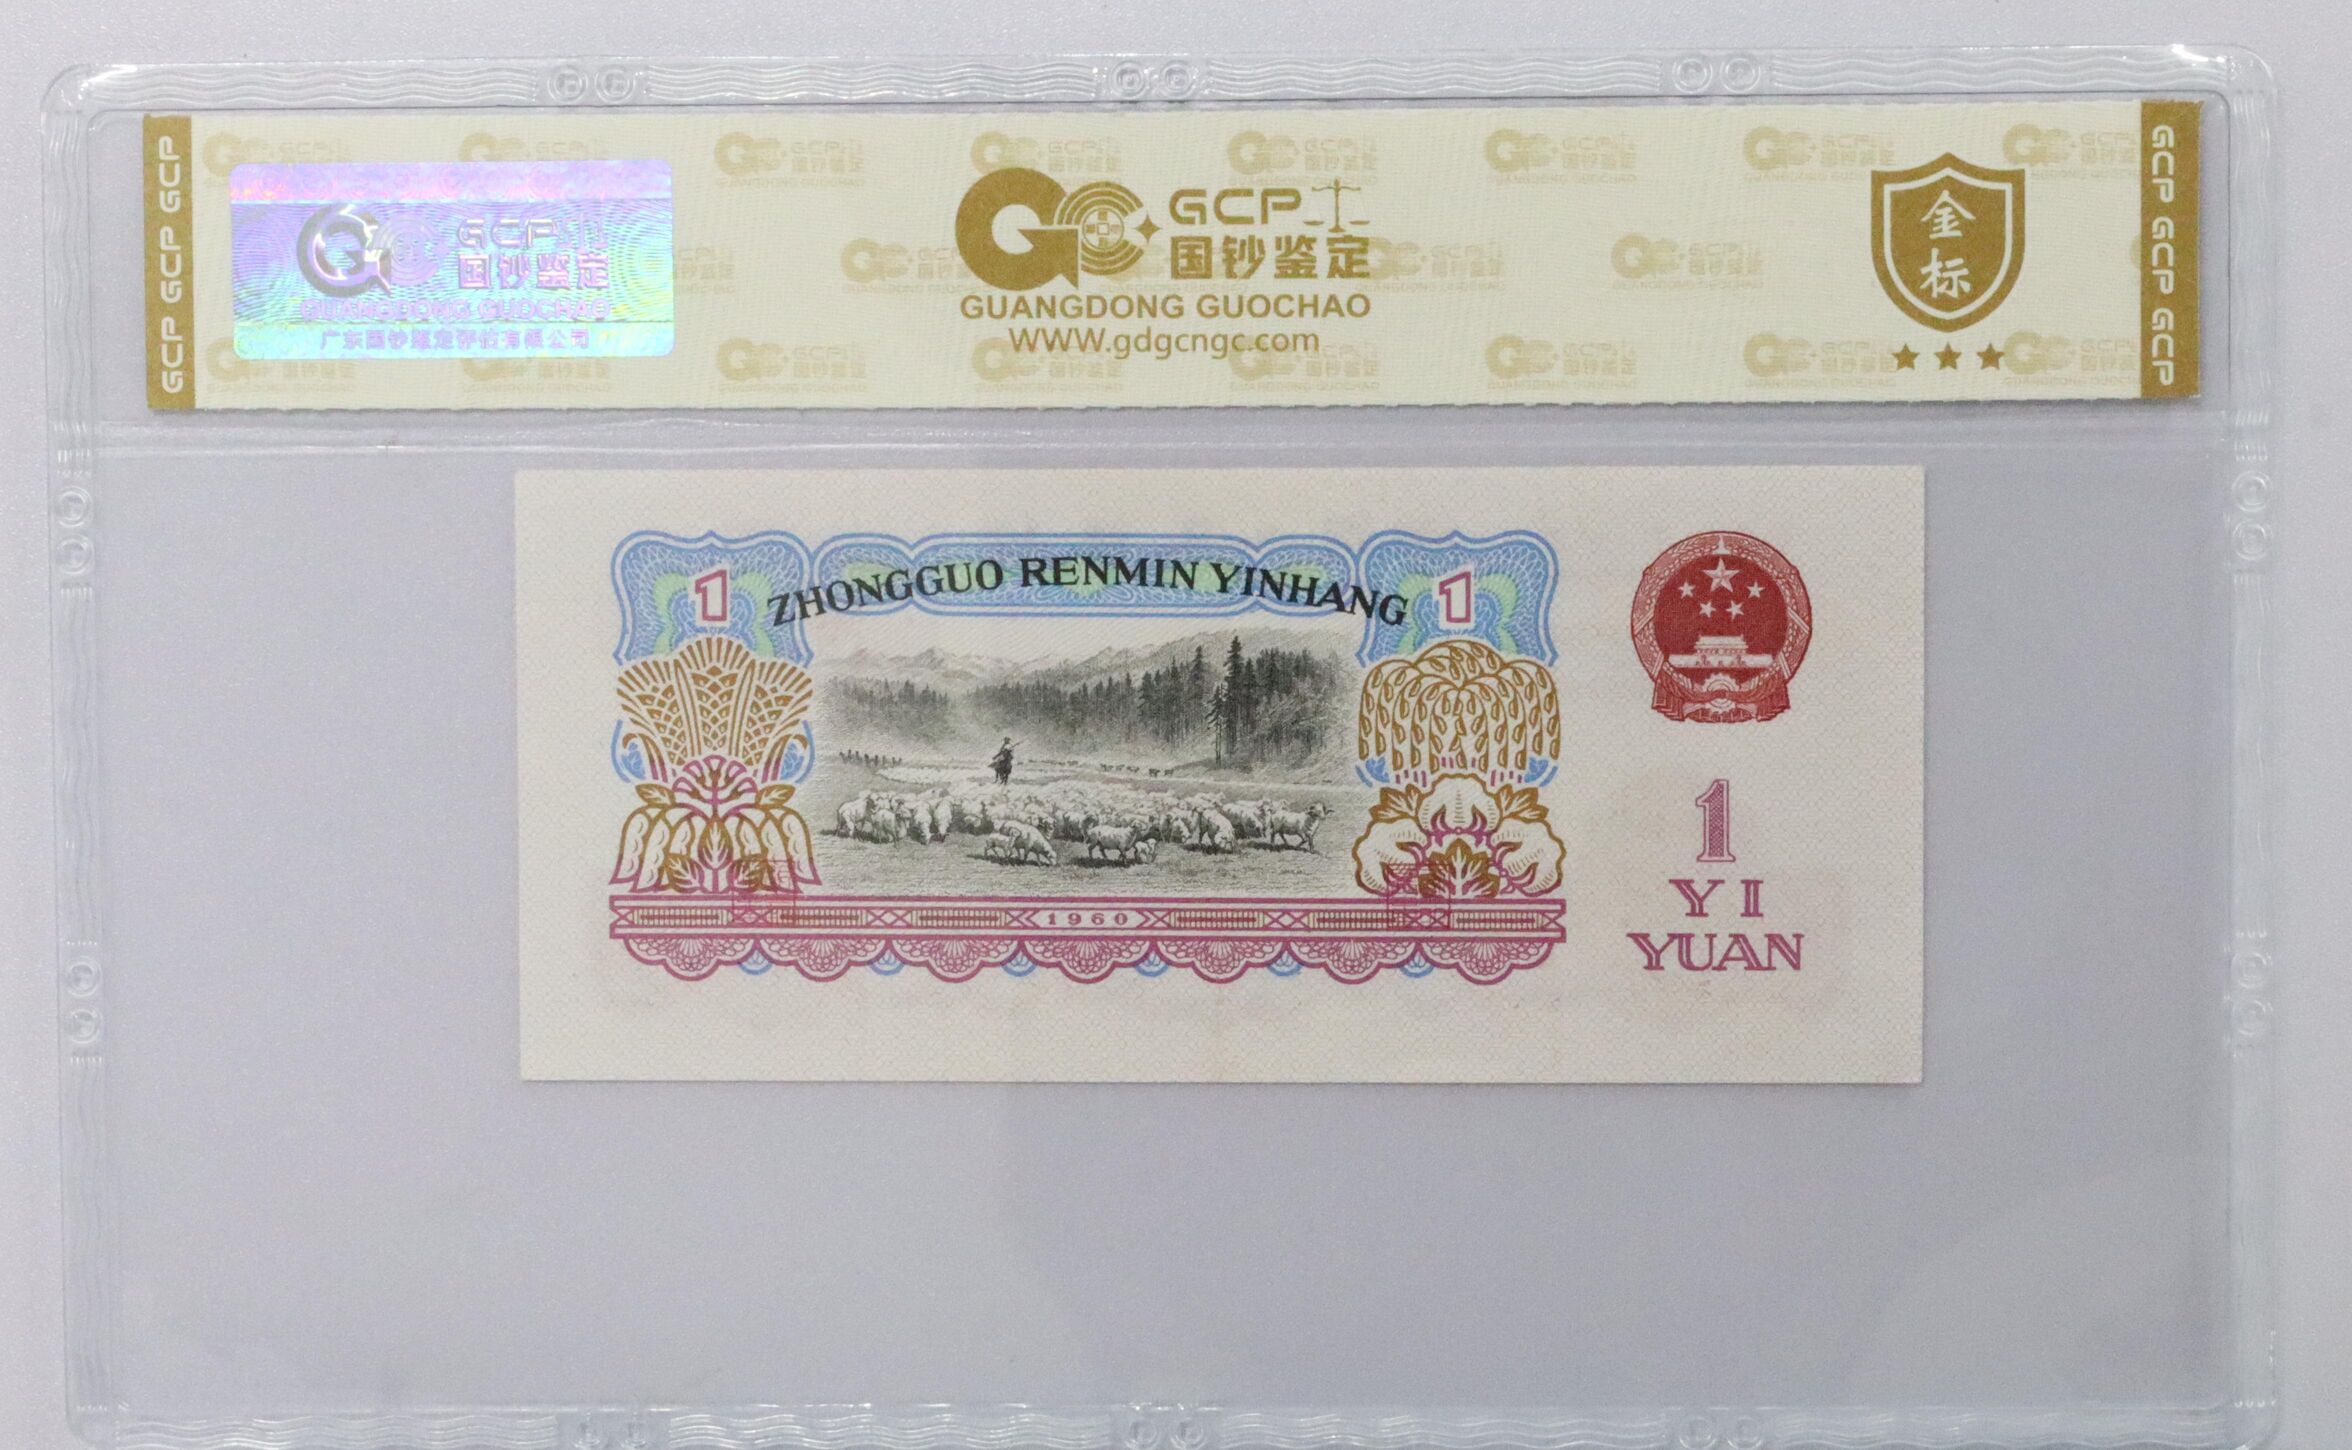 GCP GCP GCP
GCP
国钞鉴定
GUANGDONG GUOCHAO
广东国钞鉴定评估有限公司
GCP
国钞鉴定
GUANGDONG GUOCHAO
WWW.gdgcngc.com
金标
GCP GCP GCP
1
ZHONGGUO RENMIN YINHANG
1
1960
1
YI
YUAN